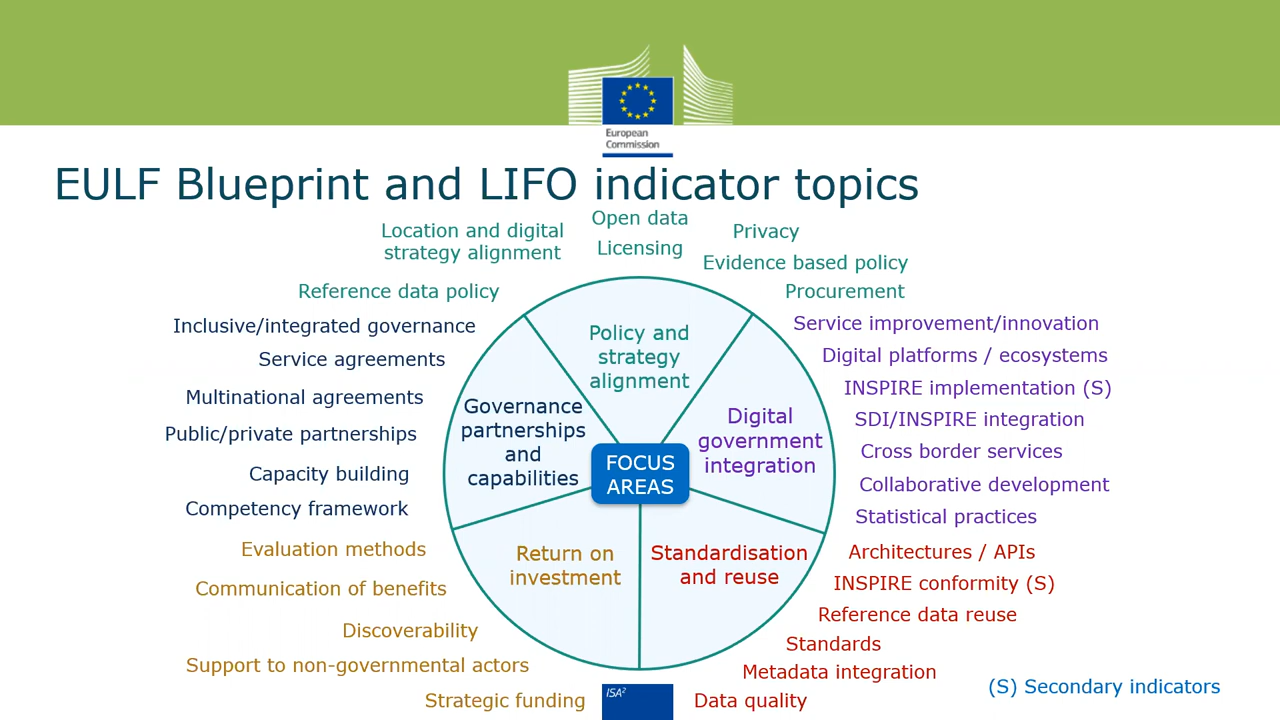 European
Commission
EULF Blueprint and LIFO indicator topics
Location and digital
strategy alignment
Open data
Licensing
Privacy
Evidence based policy
Reference data policy
Procurement
Inclusive/integrated governance
Service agreements
Multinational agreements
Public/private partnerships
Capacity building
Competency framework
Evaluation methods
Communication of benefits
Discoverability
Support to non-governmental actors
Strategic funding
Policy and
strategy
alignment
Governance
partnerships
and
capabilities
FOCUS
AREAS
Digital
government
integration
Return on
investment
Standardisation
and reuse
Service improvement/innovation
Digital platforms / ecosystems
INSPIRE implementation (S)
SDI/INSPIRE integration
Cross border services
Collaborative development
Statistical practices
Architectures / APIs
INSPIRE conformity (S)
Reference data reuse
Standards
Metadata integration
Data quality
(S) Secondary indicators
ISA²